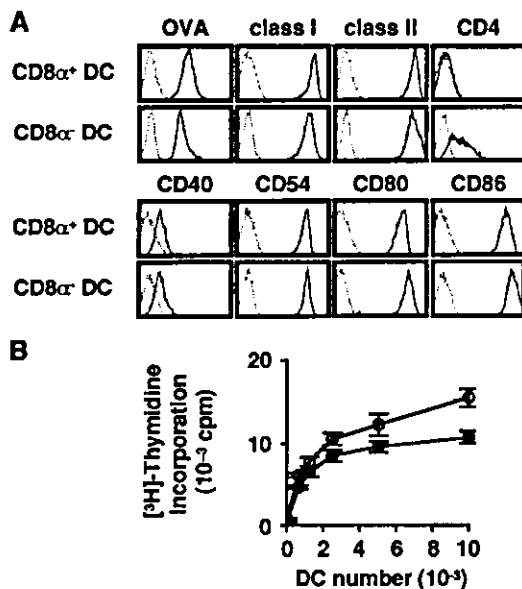 A
OVA class I class II CD4
CD8α⁺ DC
CD8α⁻ DC
CD40 CD54 CD80 CD86
CD8α⁺ DC
CD8α⁻ DC
B
[³H]-Thymidine
Incorporation
(10⁻³ cpm)
20
10
0
0 2 4 6 8 10
DC number (10⁻³)